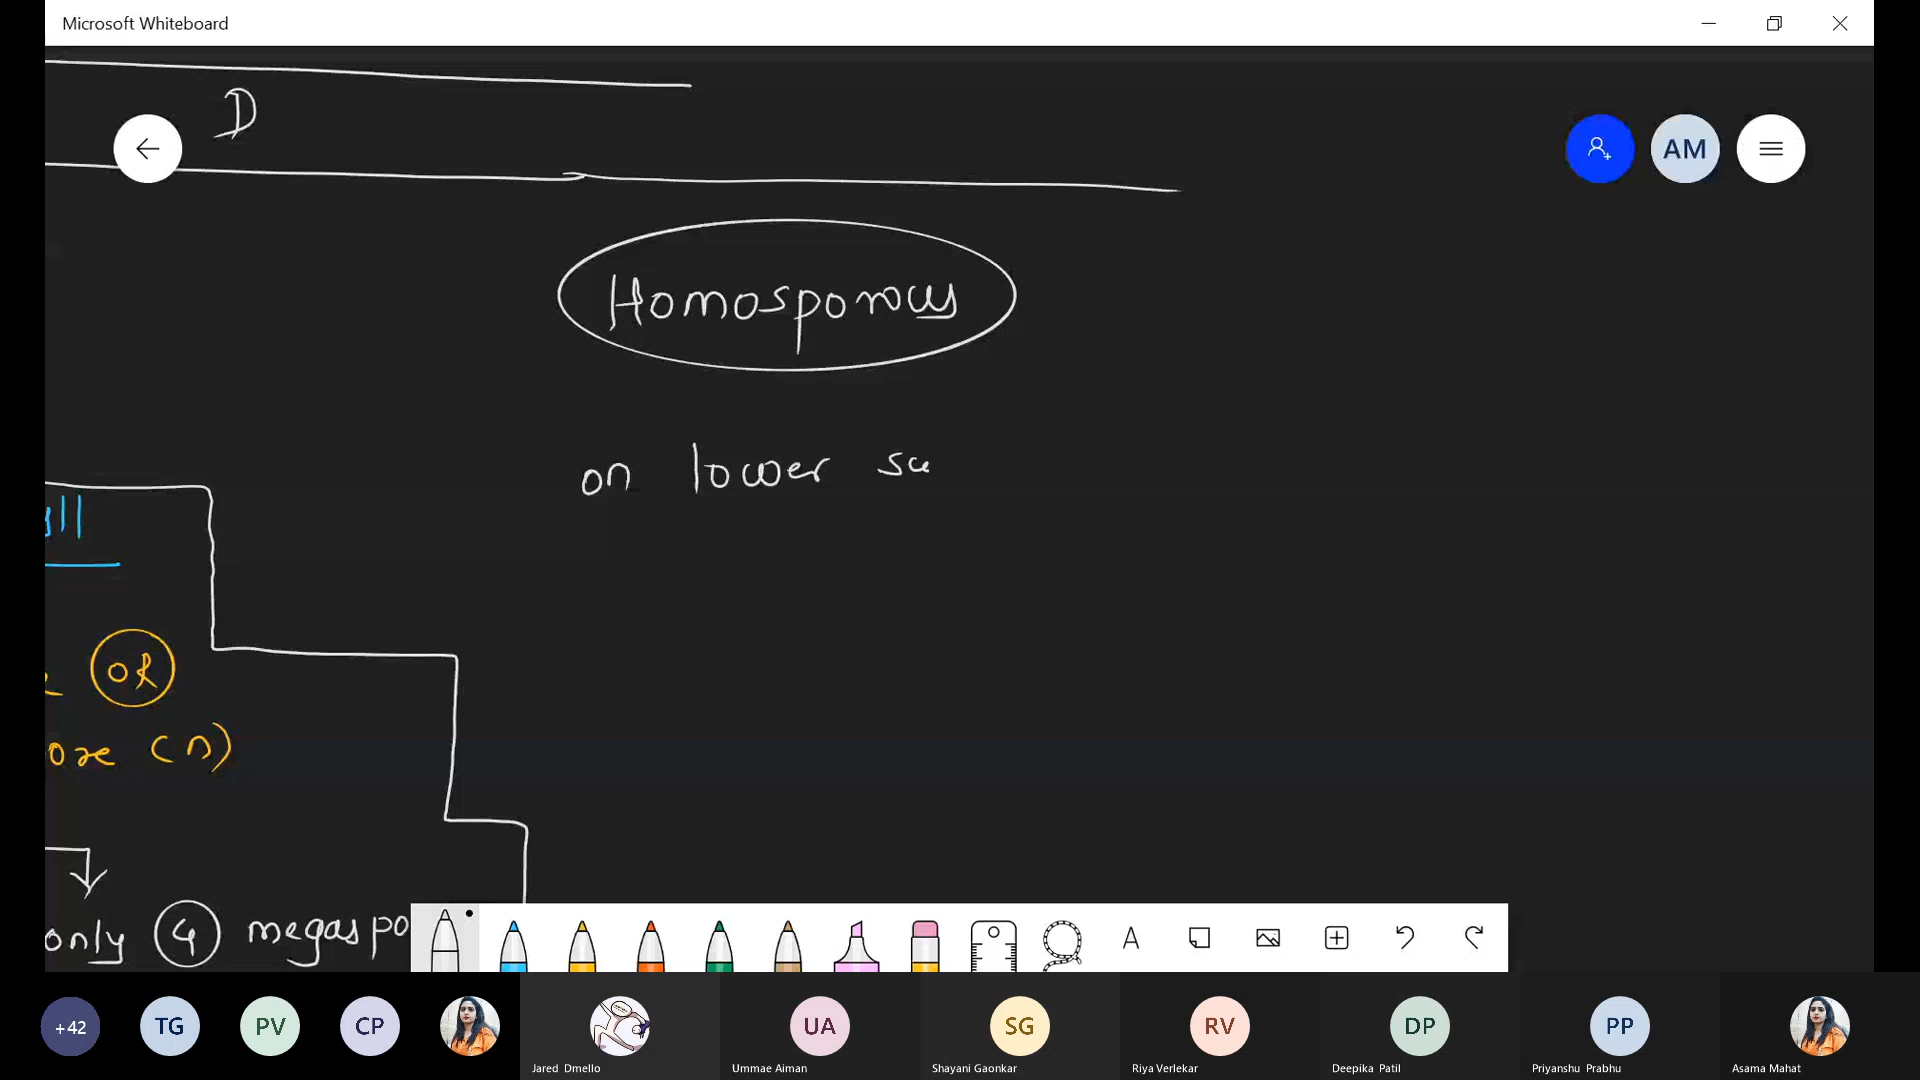 Microsoft Whiteboard
D
AM
Homosporous
on lower su
all
OR
ore (n)
only 4 megaspo
A
+42
TG
PV
CP
UA
SG
RV
DP
PP
Jared Dmello
Ummae Aiman
Shayani Gaonkar
Riya Verlekar
Deepika Patil
Priyanshu Prabhu
Asama Mahat